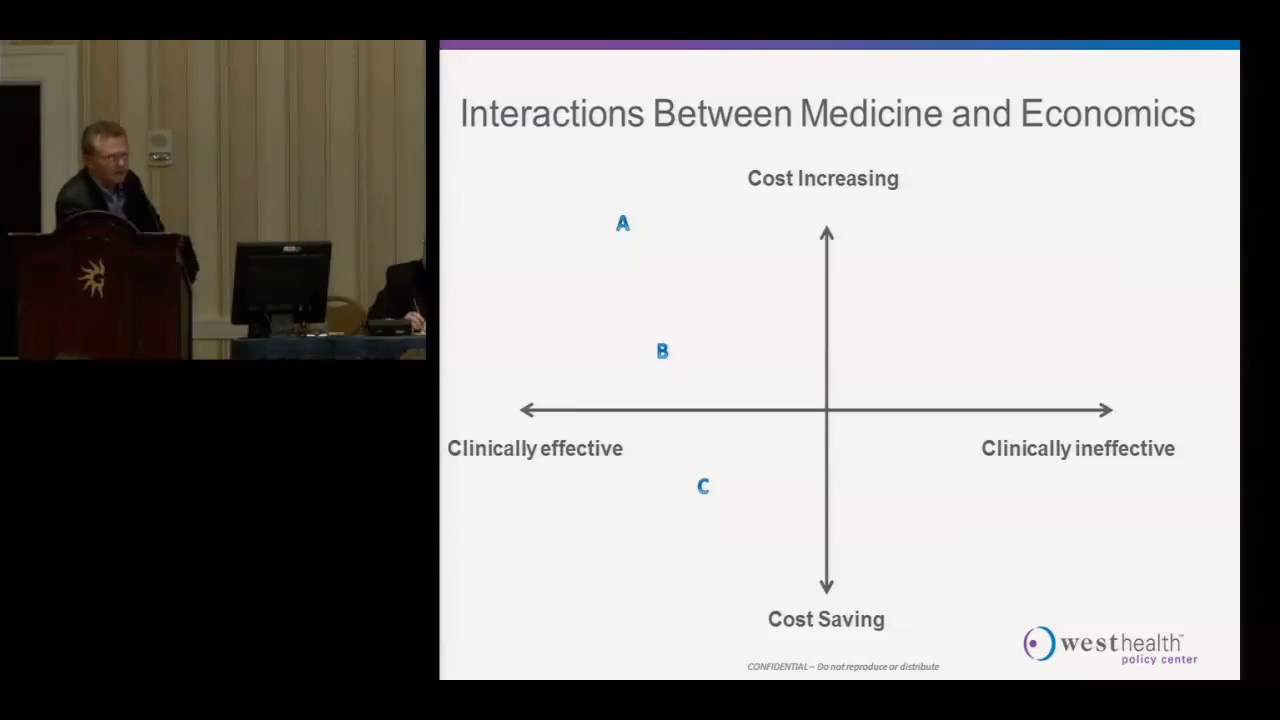 Interactions Between Medicine and Economics
Cost Increasing
A
B
Clinically effective
Clinically ineffective
C
Cost Saving
westhealth™
policy center
CONFIDENTIAL – Do not reproduce or distribute
G